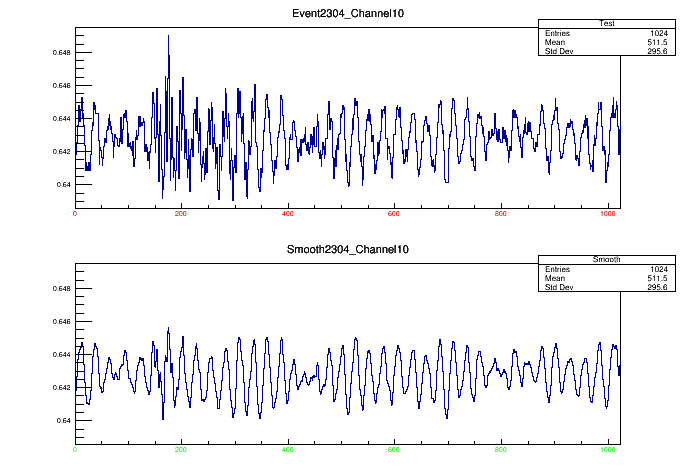 Event2304_Channel10
Test
Entries 1024
Mean 511.5
Std Dev 295.6
0.648
0.646
0.644
0.642
0.64
0 200 400 600 800 1000
Smooth2304_Channel10
Smooth
Entries 1024
Mean 511.5
Std Dev 295.6
0.648
0.646
0.644
0.642
0.64
0 200 400 600 800 1000